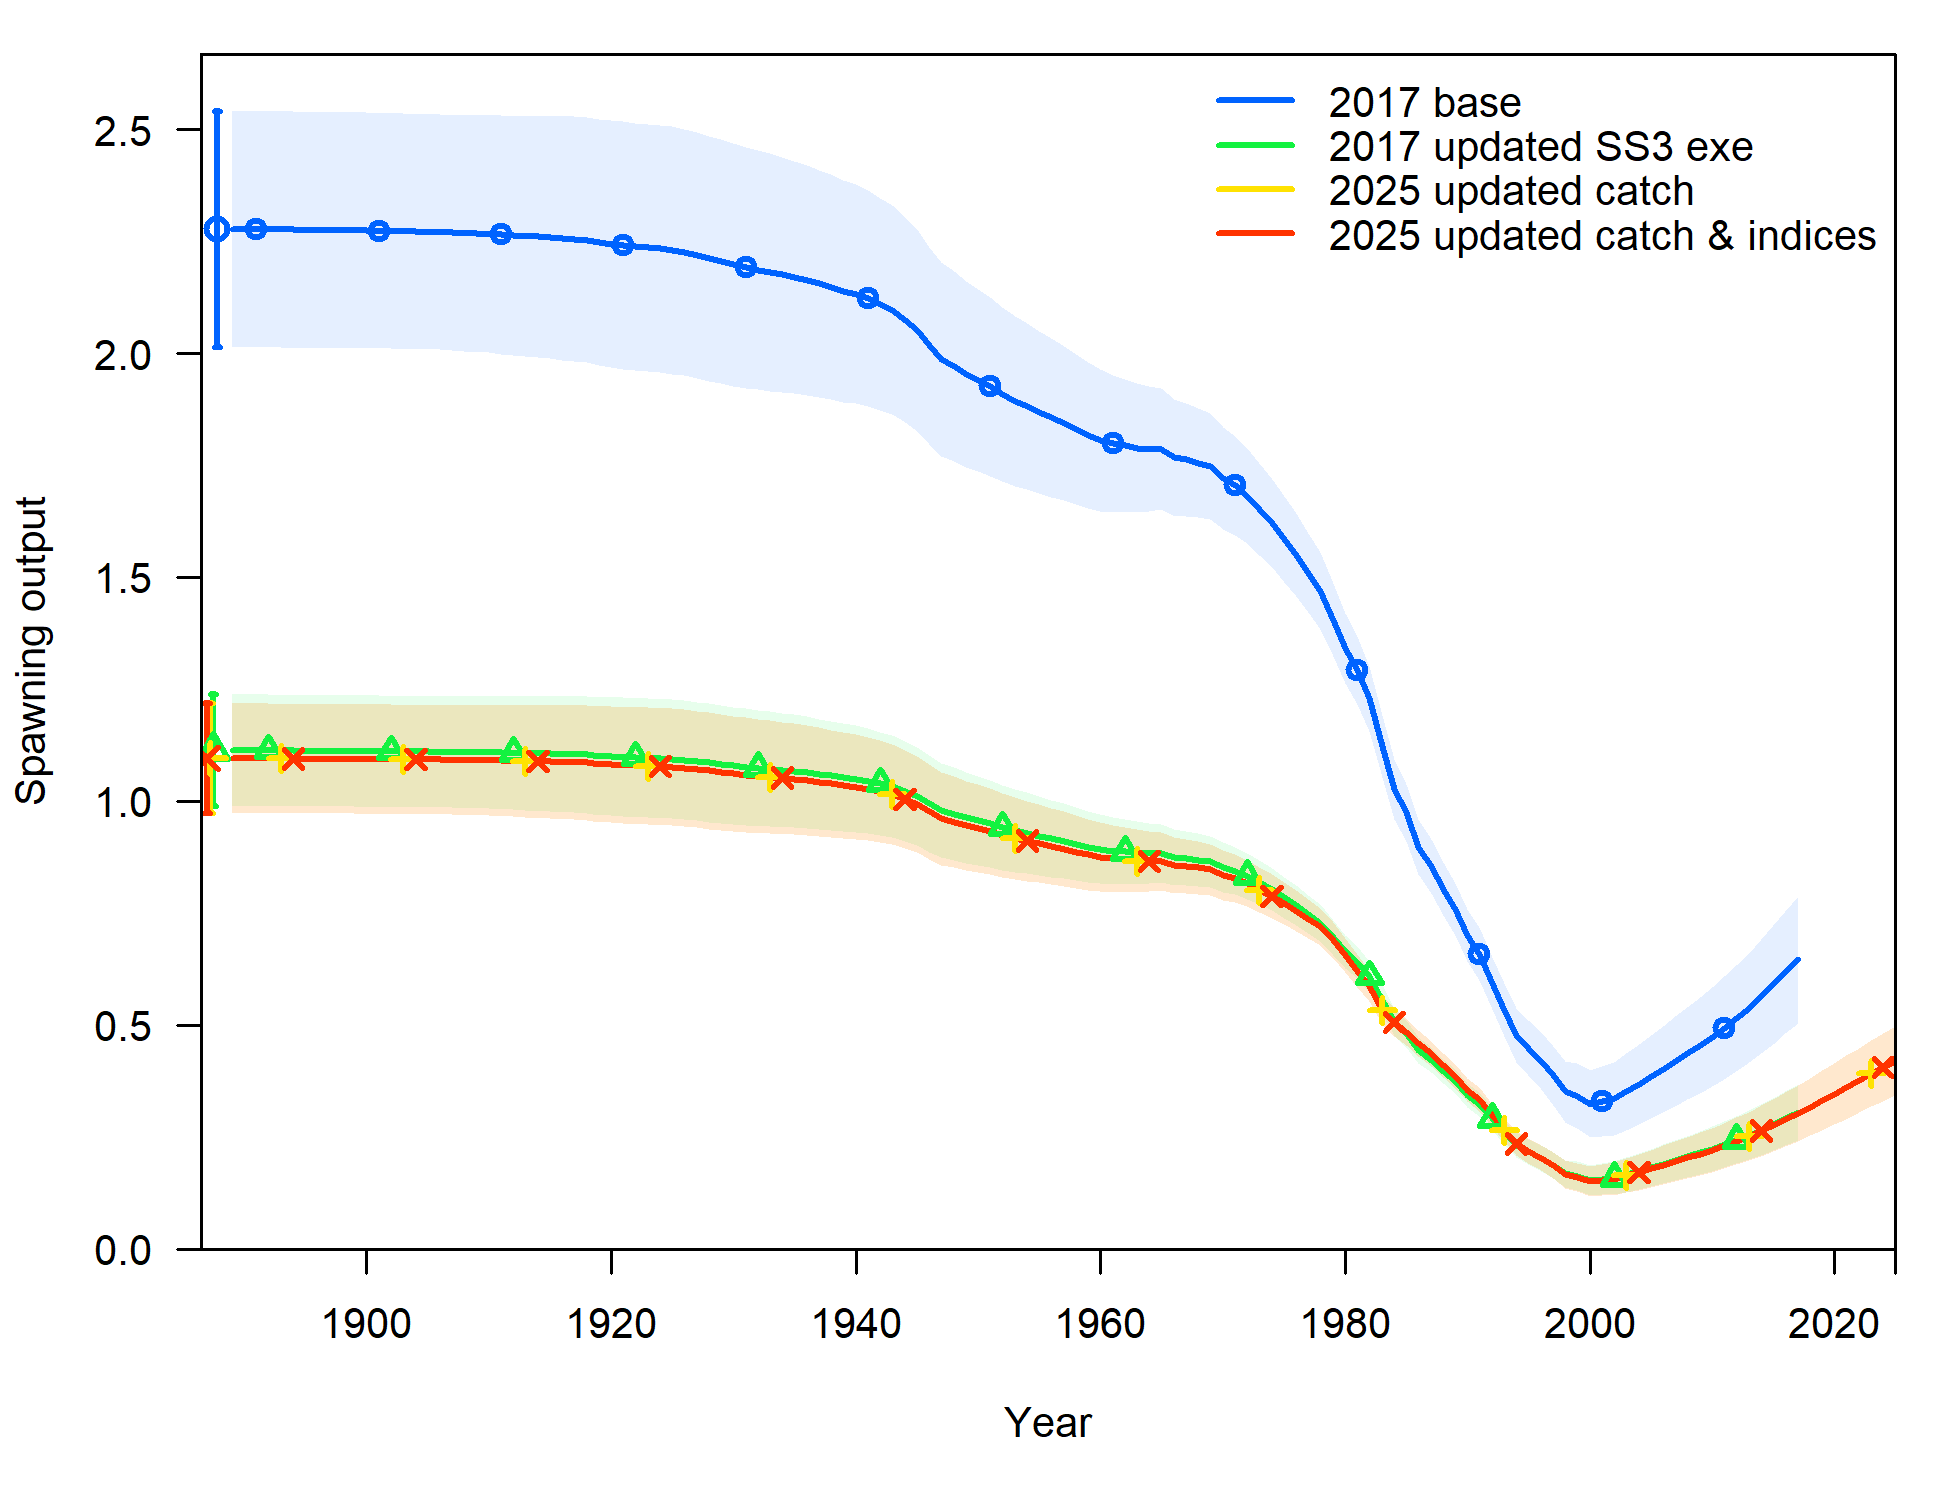 2017 base
2017 updated SS3 exe
2025 updated catch
2025 updated catch & indices
Spawning output
2.5
2.0
1.5
1.0
0.5
0.0
1900 1920 1940 1960 1980 2000 2020
Year